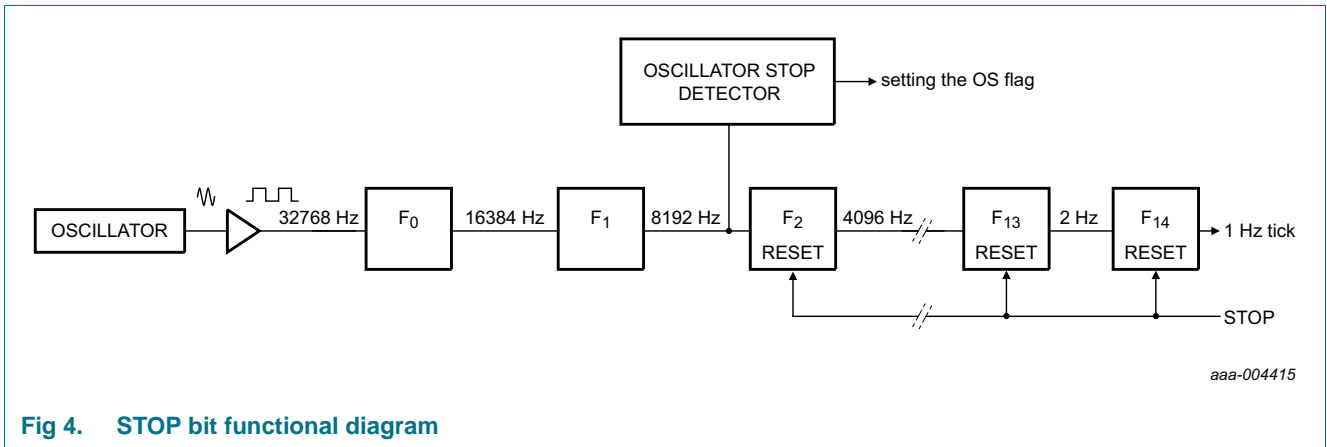 OSCILLATOR STOP
DETECTOR
setting the OS flag
OSCILLATOR
32768 Hz
F0
16384 Hz
F1
8192 Hz
F2
RESET
4096 Hz
F13
RESET
2 Hz
F14
RESET
1 Hz tick
STOP
aaa-004415
Fig 4. STOP bit functional diagram